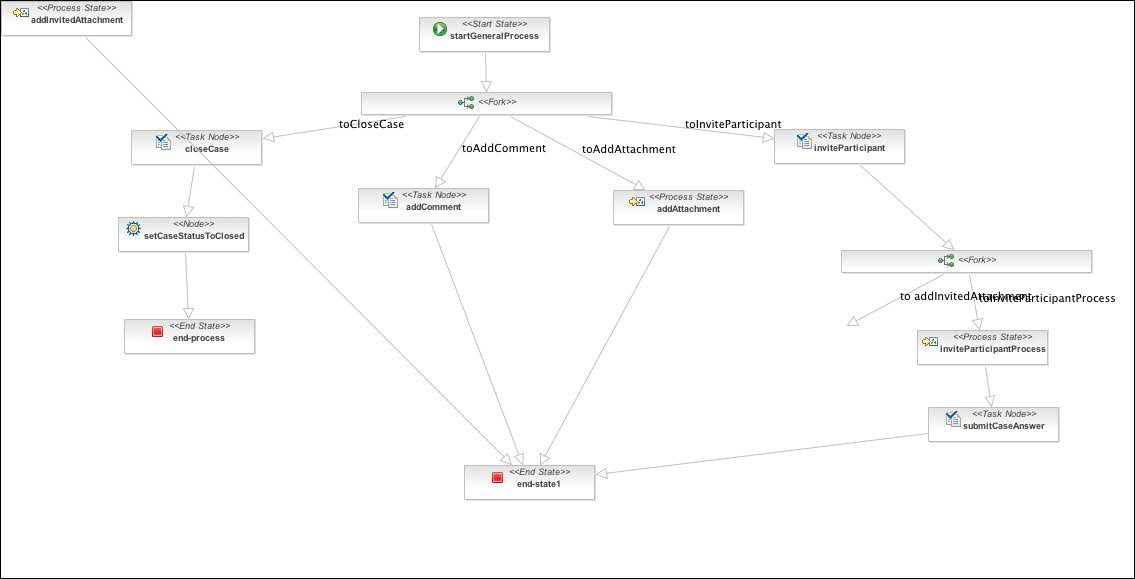 <<Process State>>
addInvitedAttachment
<<Start State>>
startGeneralProcess
<<Fork>>
toCloseCase
toInviteParticipant
<<Task Node>>
closeCase
toAddComment
toAddAttachment
<<Task Node>>
inviteParticipant
<<Task Node>>
addComment
<<Process State>>
addAttachment
<<Node>>
setCaseStatusToClosed
<<Fork>>
to addInvitedAttachment
toInviteParticipantProcess
<<End State>>
end-process
<<Process State>>
inviteParticipantProcess
<<Task Node>>
submitCaseAnswer
<<End State>>
end-state1